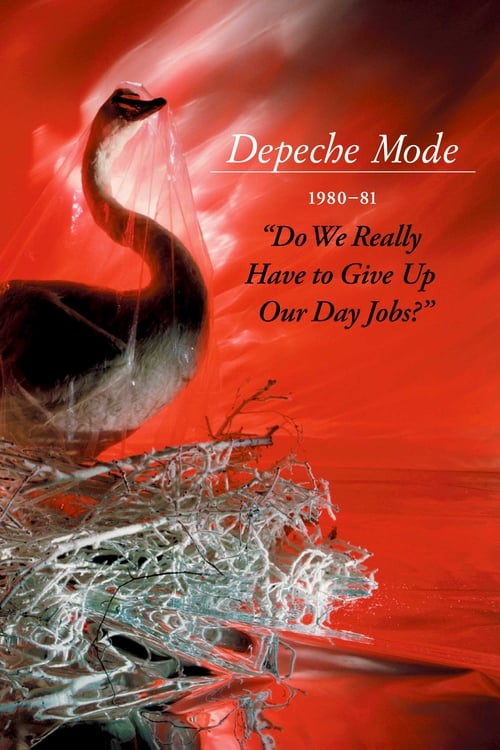 Depeche Mode
1980–81
“Do We Really
Have to Give Up
Our Day Jobs?”